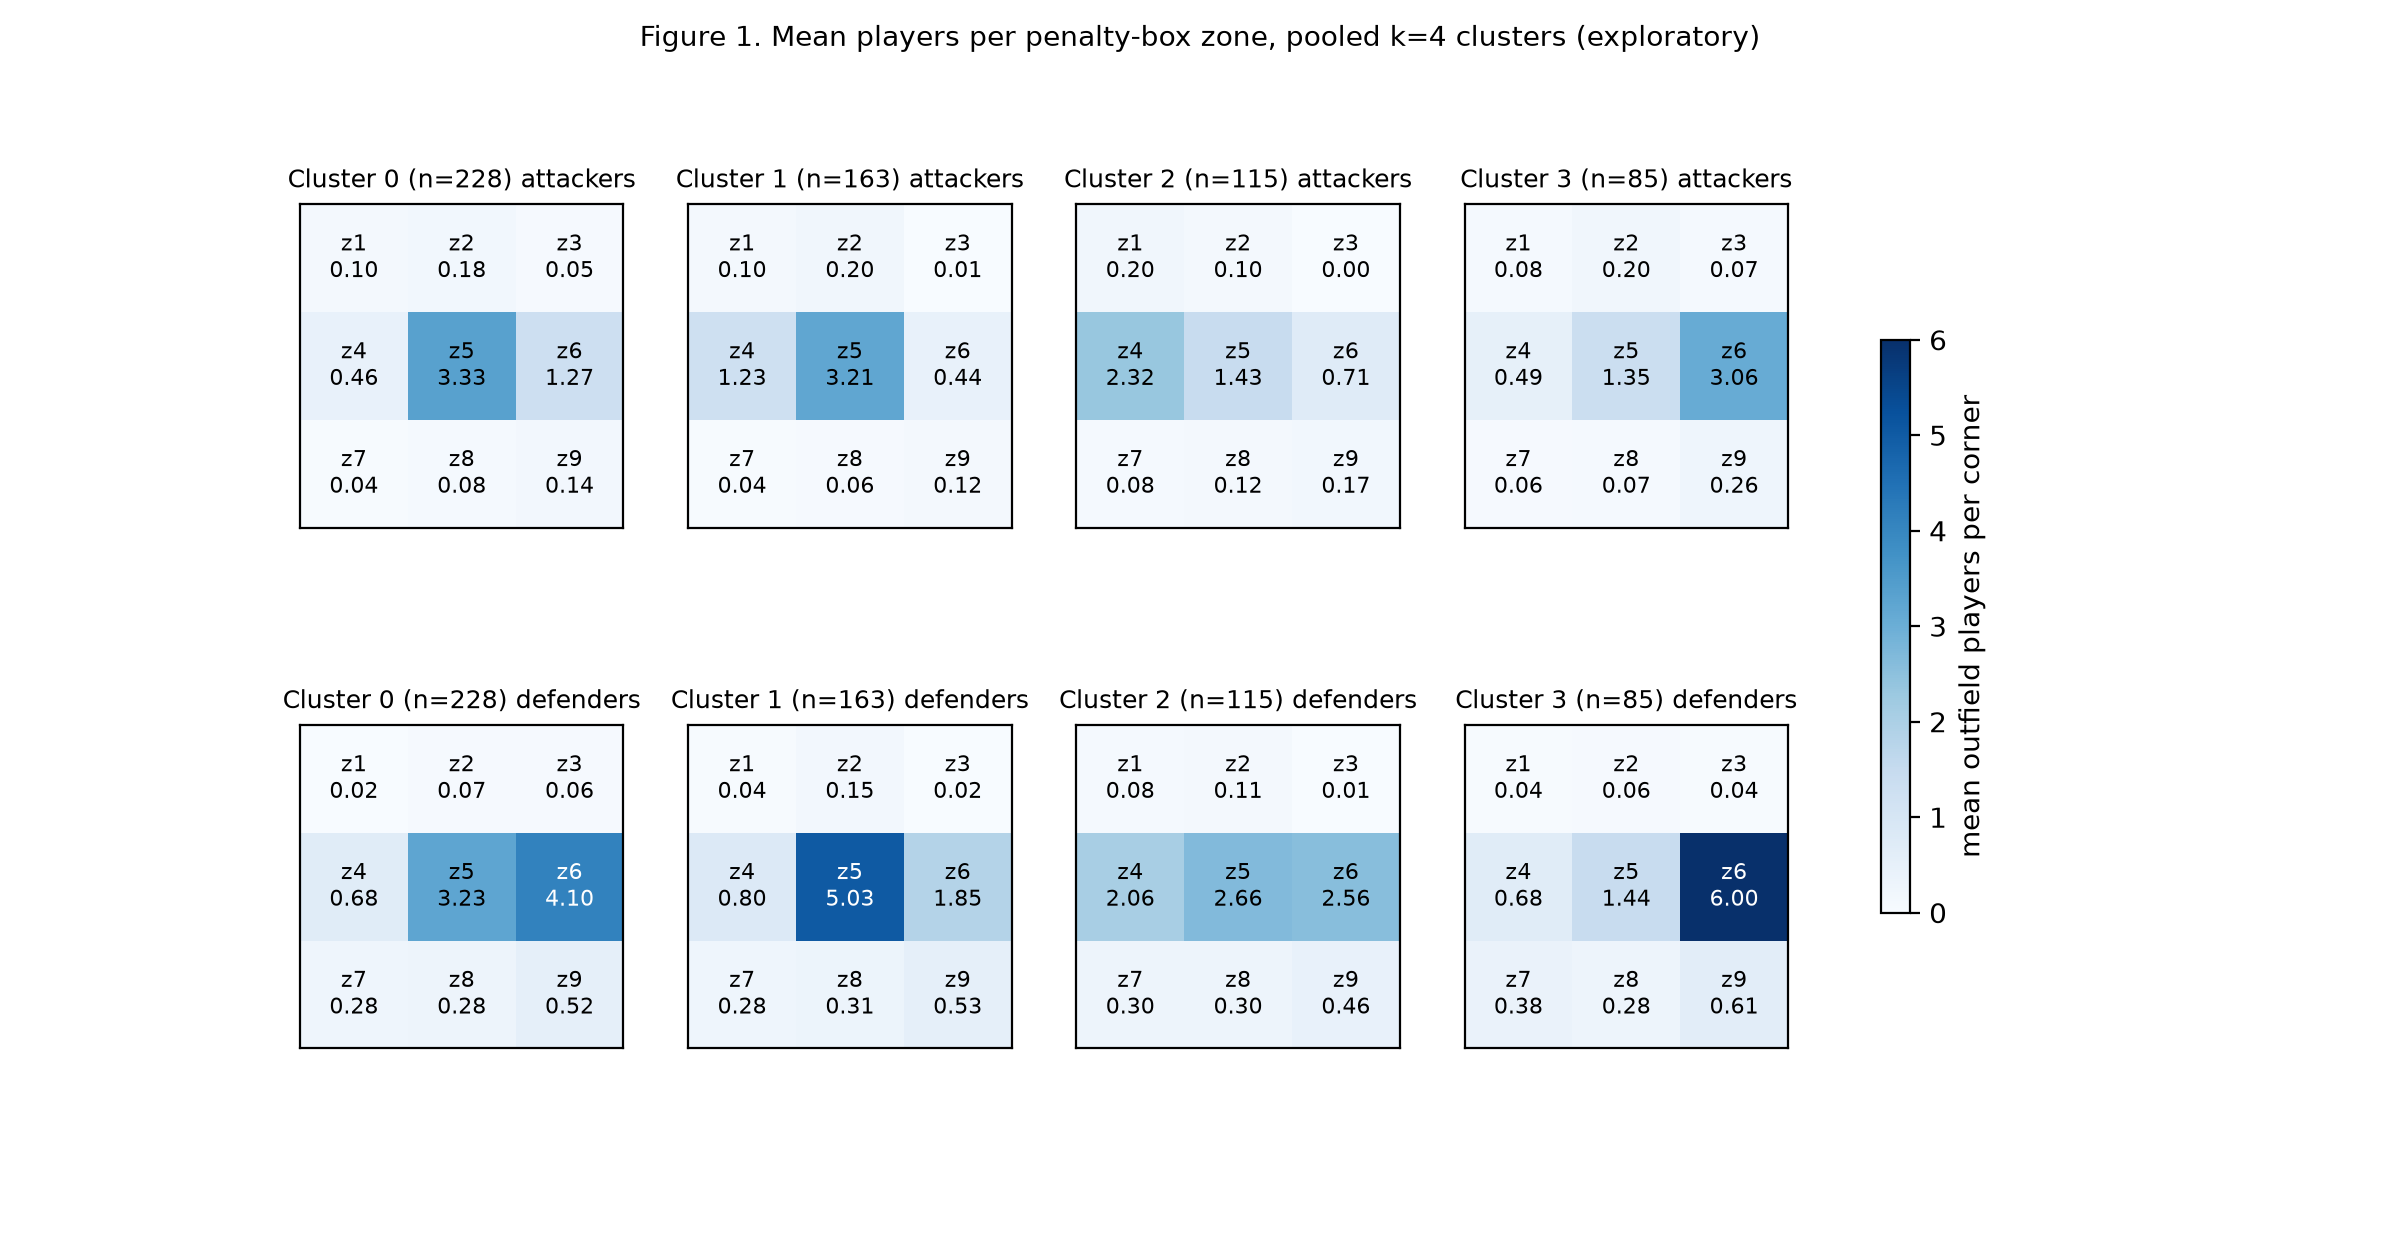 Figure 1. Mean players per penalty-box zone, pooled k=4 clusters (exploratory)
Cluster 0 (n=228) attackers
z1
0.10
z2
0.18
z3
0.05
z4
0.46
z5
3.33
z6
1.27
z7
0.04
z8
0.08
z9
0.14
Cluster 1 (n=163) attackers
z1
0.10
z2
0.20
z3
0.01
z4
1.23
z5
3.21
z6
0.44
z7
0.04
z8
0.06
z9
0.12
Cluster 2 (n=115) attackers
z1
0.20
z2
0.10
z3
0.00
z4
2.32
z5
1.43
z6
0.71
z7
0.08
z8
0.12
z9
0.17
Cluster 3 (n=85) attackers
z1
0.08
z2
0.20
z3
0.07
z4
0.49
z5
1.35
z6
3.06
z7
0.06
z8
0.07
z9
0.26
Cluster 0 (n=228) defenders
z1
0.02
z2
0.07
z3
0.06
z4
0.68
z5
3.23
z6
4.10
z7
0.28
z8
0.28
z9
0.52
Cluster 1 (n=163) defenders
z1
0.04
z2
0.15
z3
0.02
z4
0.80
z5
5.03
z6
1.85
z7
0.28
z8
0.31
z9
0.53
Cluster 2 (n=115) defenders
z1
0.08
z2
0.11
z3
0.01
z4
2.06
z5
2.66
z6
2.56
z7
0.30
z8
0.30
z9
0.46
Cluster 3 (n=85) defenders
z1
0.04
z2
0.06
z3
0.04
z4
0.68
z5
1.44
z6
6.00
z7
0.38
z8
0.28
z9
0.61
6
5
4
3
2
1
0
mean outfield players per corner